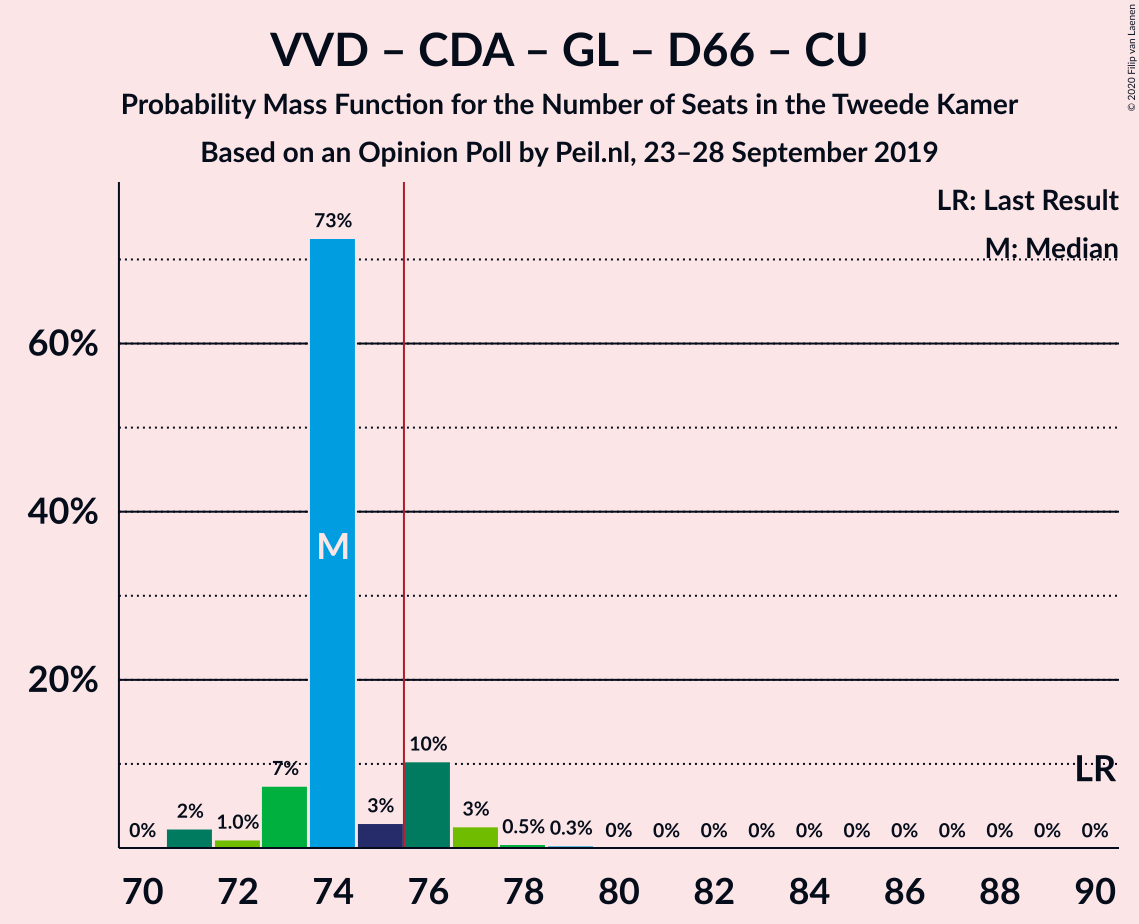 VVD – CDA – GL – D66 – CU
Probability Mass Function for the Number of Seats in the Tweede Kamer
Based on an Opinion Poll by Peil.nl, 23–28 September 2019
© 2020 Filip van Laenen
LR: Last Result
M: Median
60%
40%
20%
0%
2%
1.0%
7%
73%
3%
10%
3%
0.5%
0.3%
0%
0%
0%
0%
0%
0%
0%
0%
0%
0%
0%
M
LR
70 72 74 76 78 80 82 84 86 88 90